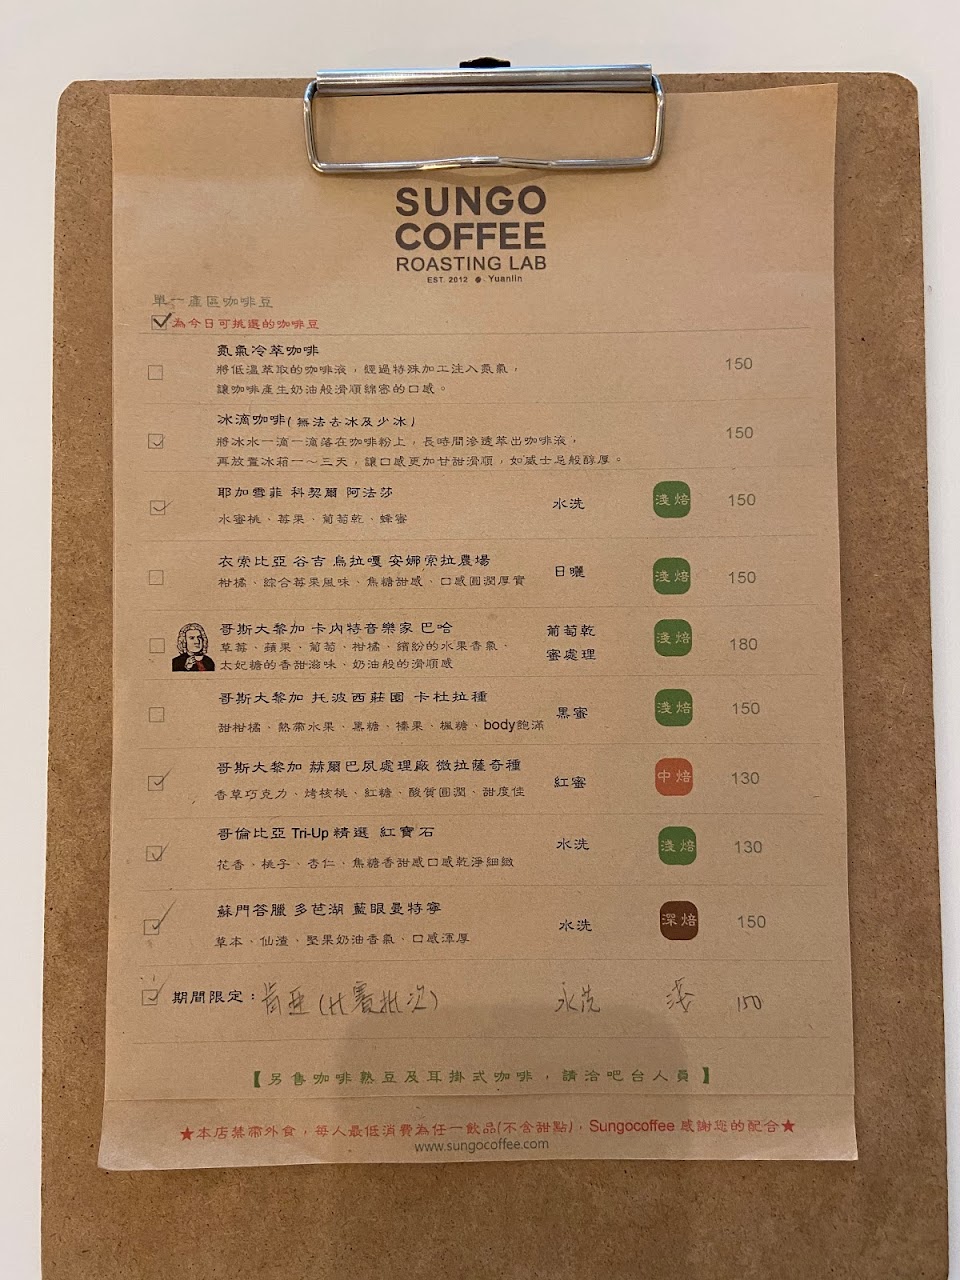 SUNGO
COFFEE
ROASTING LAB
EST. 2012 . Yuanlin
單一產區咖啡豆
為今日可挑選的咖啡豆
氮氣冷萃咖啡
將低溫萃取的咖啡液，經過特殊加工注入氮氣，
讓咖啡產生奶油般滑順綿密的口感。
150
冰滴咖啡(無法去冰及少冰)
將冰水一滴一滴落在咖啡粉上，長時間滲透萃出咖啡液，
再放置冰箱一～三天，讓口感更加甘甜滑順，如威士忌般醇厚。
150
耶加雪菲 科契爾 阿法莎
水蜜桃、莓果、葡萄乾、蜂蜜
水洗 淺焙 150
衣索比亞 谷吉 烏拉嘎 安娜索拉農場
柑橘、綜合莓果風味、焦糖甜感、口感圓潤厚實
日曬 淺焙 150
哥斯大黎加 卡內特音樂家 巴哈
草莓、蘋果、葡萄、柑橘、繽紛的水果香氣、
太妃糖的香甜滋味、奶油般的滑順感
葡萄乾
蜜處理
淺焙 180
哥斯大黎加 托波西莊園 卡杜拉種
甜柑橘、熱帶水果、黑糖、榛果、楓糖、body飽滿
黑蜜 淺焙 150
哥斯大黎加 赫爾巴夙處理廠 微拉薩奇種
香草巧克力、烤核桃、紅糖、酸質圓潤、甜度佳
紅蜜 中焙 130
哥倫比亞 Tri-Up 精選 紅寶石
花香、桃子、杏仁、焦糖香甜感口感乾淨細緻
水洗 淺焙 130
蘇門答臘 多芭湖 藍眼曼特寧
草本、仙渣、堅果奶油香氣、口感渾厚
水洗 深焙 150
期間限定：肯亞(比賽批次) 水洗 淺 150
【另售咖啡熟豆及耳掛式咖啡，請洽吧台人員】
★本店禁帶外食，每人最低消費為任一飲品(不含甜點)，Sungocoffee 感謝您的配合★
www.sungocoffee.com